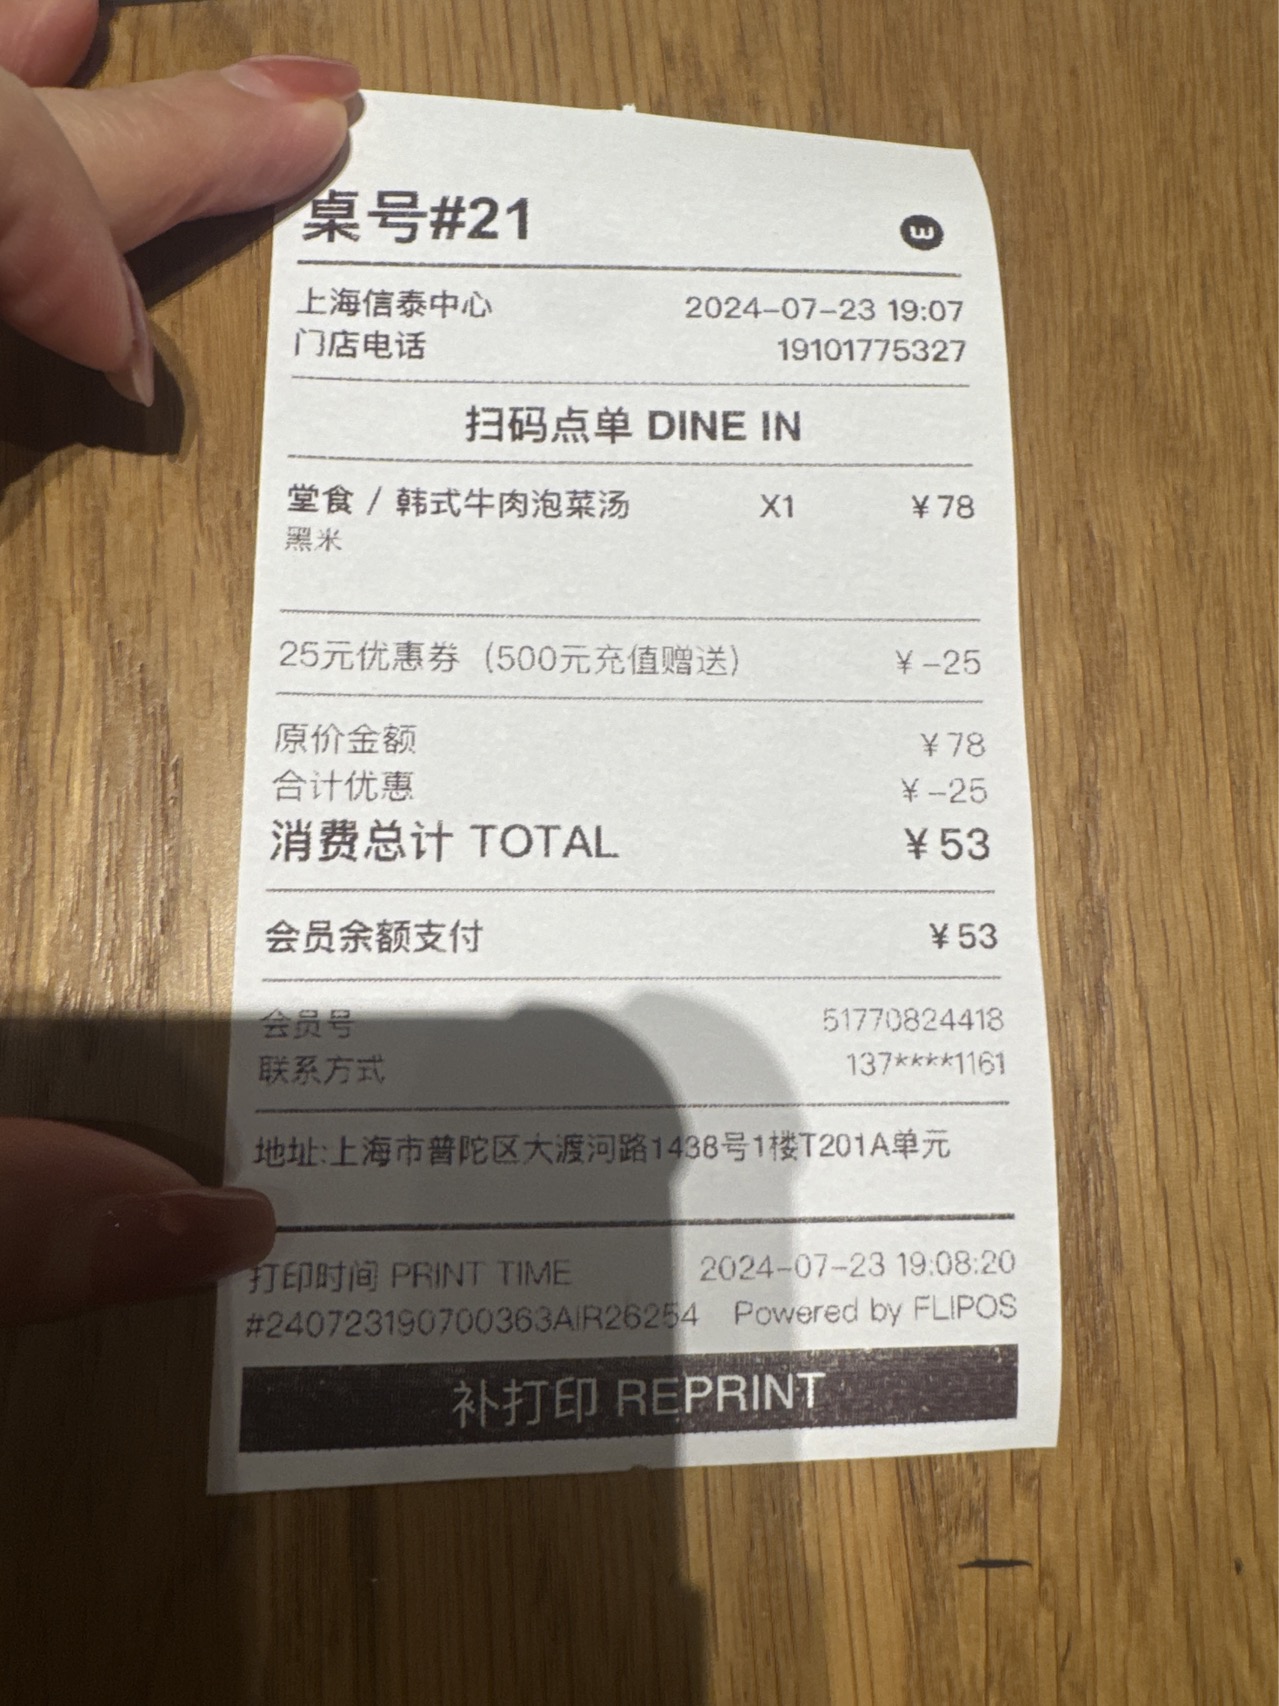 桌号#21
上海信泰中心 2024-07-23 19:07
门店电话 19101775327
扫码点单 DINE IN
堂食 / 韩式牛肉泡菜汤 X1 ¥78
黑米
25元优惠券（500元充值赠送） ¥-25
原价金额 ¥78
合计优惠 ¥-25
消费总计 TOTAL ¥53
会员余额支付 ¥53
会员号 51770824418
联系方式 137****1161
地址:上海市普陀区大渡河路1438号1楼T201A单元
打印时间 PRINT TIME 2024-07-23 19:08:20
#240723190700363AIR26254 Powered by FLIPOS
补打印 REPRINT